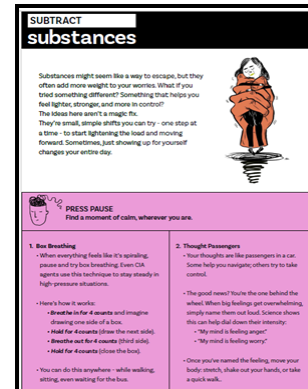 SUBTRACT
substances
Substances might seem like a way to escape, but they
often add more weight to your worries. What if you
tried something different? Something that helps you
feel lighter, stronger, and more in control?
The ideas here aren't a magic fix.
They're small, simple shifts you can try - one step at
a time - to start lightening the load and moving
forward. Sometimes, just showing up for yourself
changes your entire day.
PRESS PAUSE
Find a moment of calm, wherever you are.
1. Box Breathing
• When everything feels like it's spiraling,
pause and try box breathing. Even CIA
agents use this technique to stay steady in
high-pressure situations.
• Here's how it works:
• Breathe in for 4 counts and imagine
drawing one side of a box.
• Hold for 4 counts (draw the next side).
• Breathe out for 4 counts (third side).
• Hold for 4 counts (close the box).
• You can do this anywhere - while walking,
sitting, even waiting for the bus.
2. Thought Passengers
• Your thoughts are like passengers in a car.
Some help you navigate; others try to take
control.
• The good news? You're the one behind the
wheel. When big feelings get overwhelming,
simply name them out loud. Science shows
this can help dial down their intensity:
• "My mind is feeling anger."
• "My mind is feeling worry."
• Once you've named the feeling, move your
body: stretch, shake out your hands, or take
a quick walk.